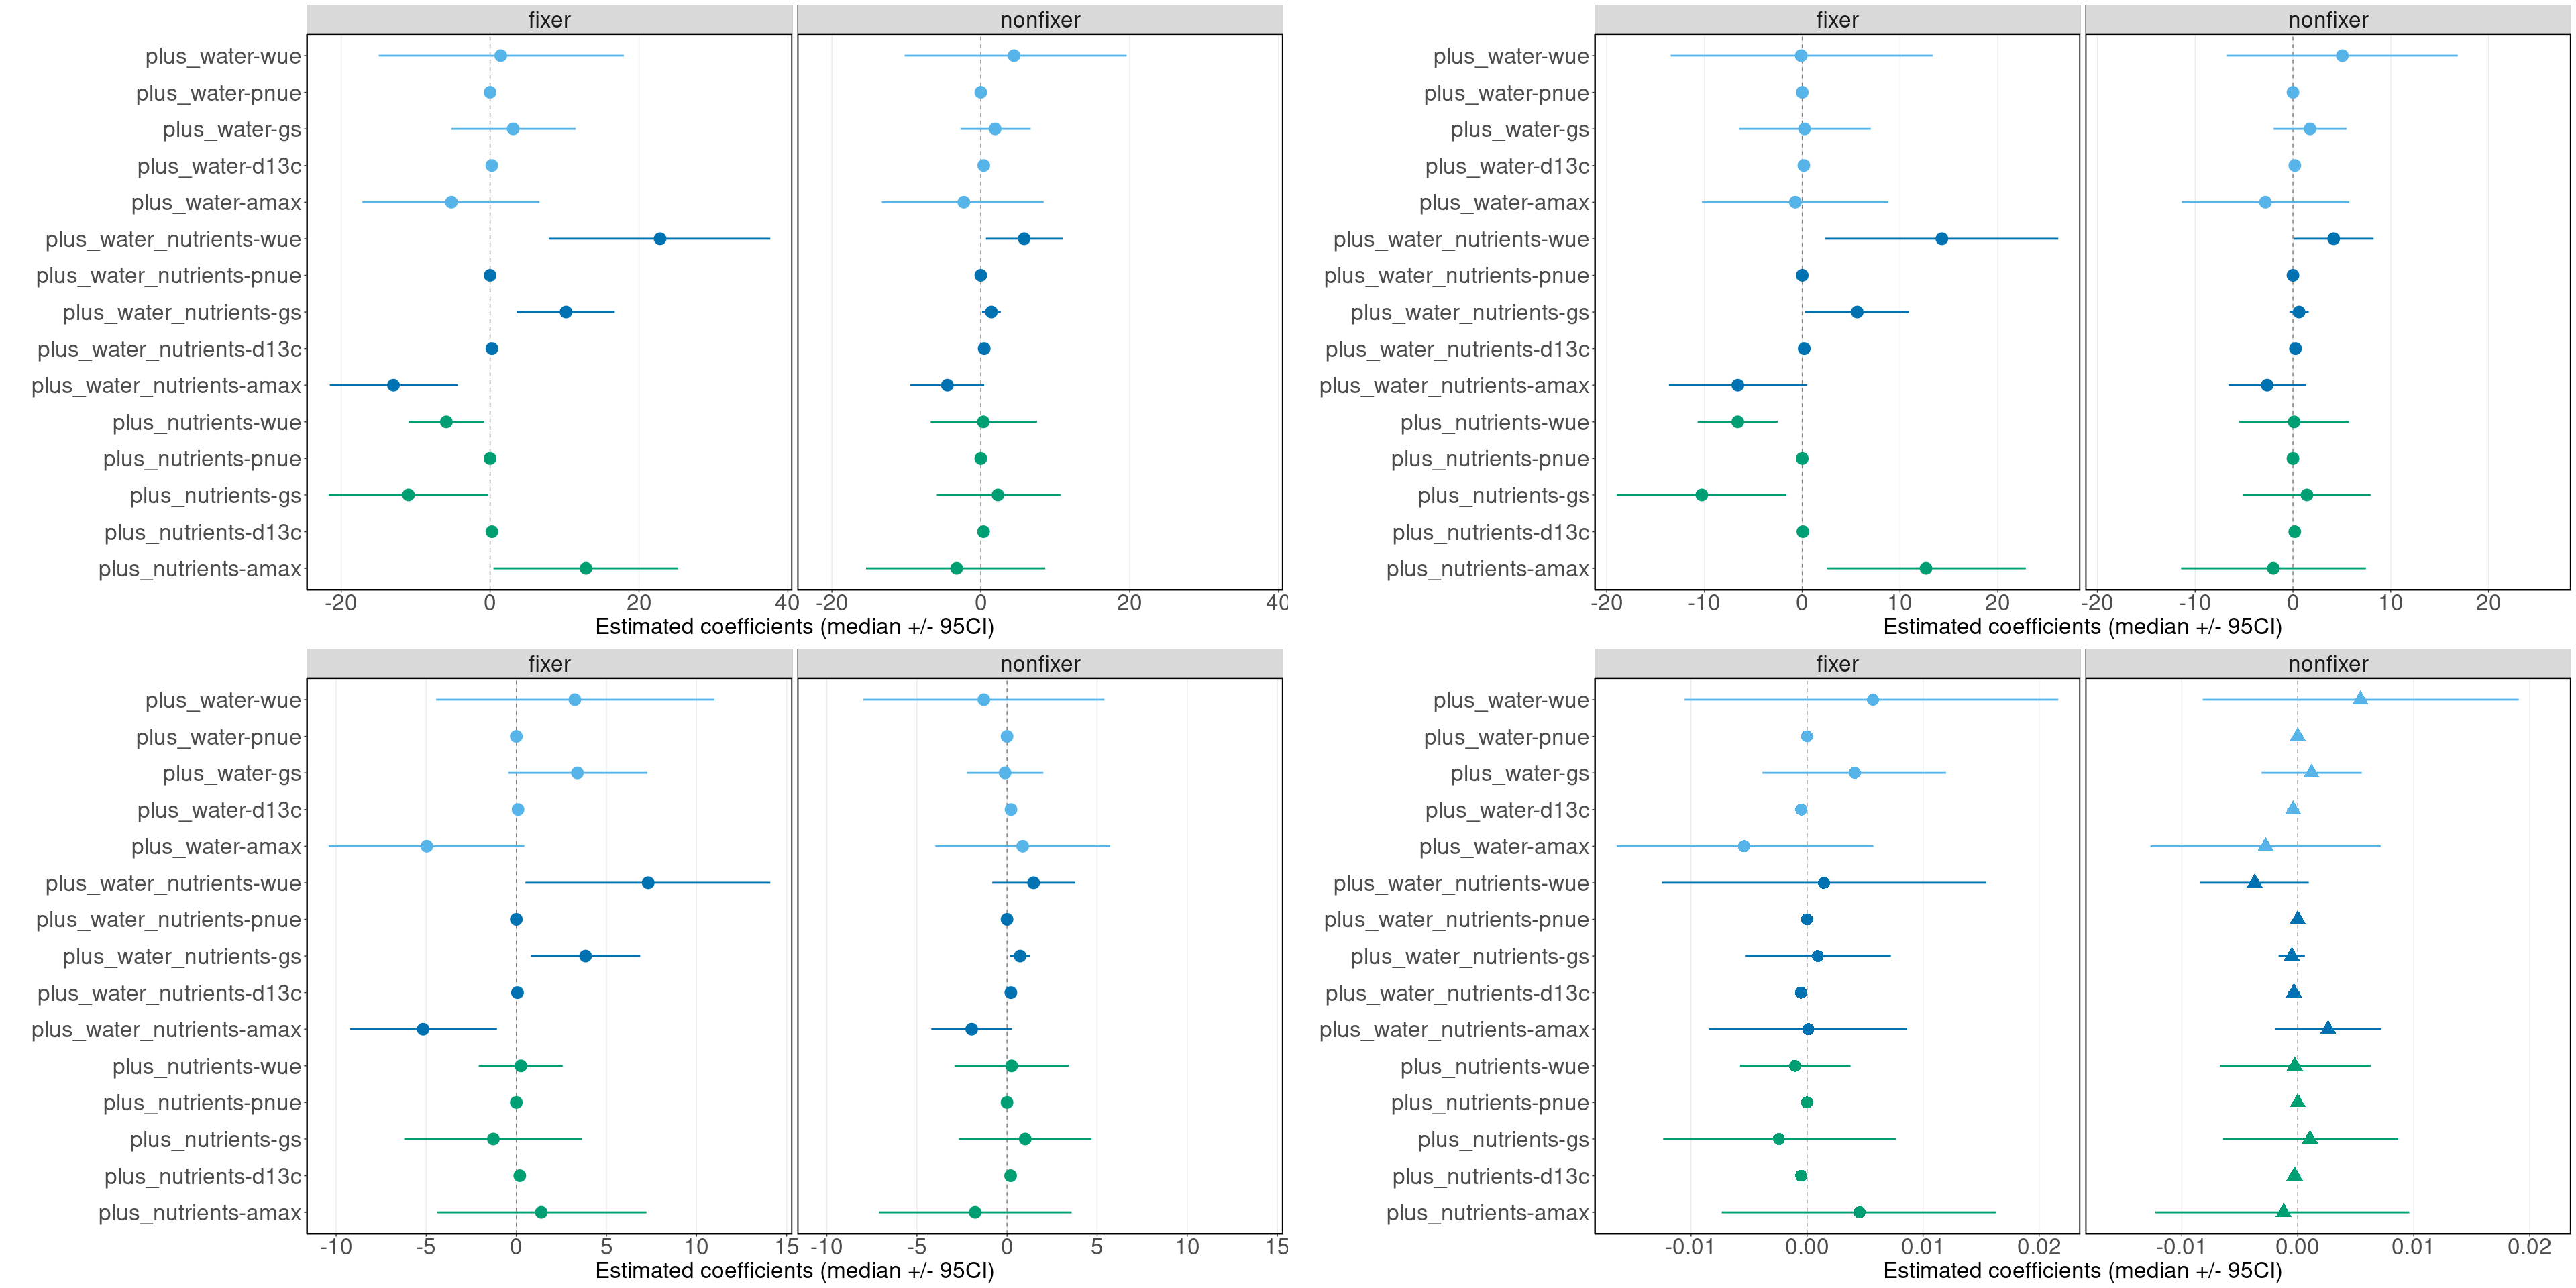 fixer nonfixer
plus_water-wue
plus_water-pnue
plus_water-gs
plus_water-d13c
plus_water-amax
plus_water_nutrients-wue
plus_water_nutrients-pnue
plus_water_nutrients-gs
plus_water_nutrients-d13c
plus_water_nutrients-amax
plus_nutrients-wue
plus_nutrients-pnue
plus_nutrients-gs
plus_nutrients-d13c
plus_nutrients-amax
-20 0 20 40 -20 0 20 40
Estimated coefficients (median +/- 95CI)
fixer nonfixer
plus_water-wue
plus_water-pnue
plus_water-gs
plus_water-d13c
plus_water-amax
plus_water_nutrients-wue
plus_water_nutrients-pnue
plus_water_nutrients-gs
plus_water_nutrients-d13c
plus_water_nutrients-amax
plus_nutrients-wue
plus_nutrients-pnue
plus_nutrients-gs
plus_nutrients-d13c
plus_nutrients-amax
-20 -10 0 10 20 -20 -10 0 10 20
Estimated coefficients (median +/- 95CI)
fixer nonfixer
plus_water-wue
plus_water-pnue
plus_water-gs
plus_water-d13c
plus_water-amax
plus_water_nutrients-wue
plus_water_nutrients-pnue
plus_water_nutrients-gs
plus_water_nutrients-d13c
plus_water_nutrients-amax
plus_nutrients-wue
plus_nutrients-pnue
plus_nutrients-gs
plus_nutrients-d13c
plus_nutrients-amax
-10 -5 0 5 10 15 -10 -5 0 5 10 15
Estimated coefficients (median +/- 95CI)
fixer nonfixer
plus_water-wue
plus_water-pnue
plus_water-gs
plus_water-d13c
plus_water-amax
plus_water_nutrients-wue
plus_water_nutrients-pnue
plus_water_nutrients-gs
plus_water_nutrients-d13c
plus_water_nutrients-amax
plus_nutrients-wue
plus_nutrients-pnue
plus_nutrients-gs
plus_nutrients-d13c
plus_nutrients-amax
-0.01 0.00 0.01 0.02 -0.01 0.00 0.01 0.02
Estimated coefficients (median +/- 95CI)